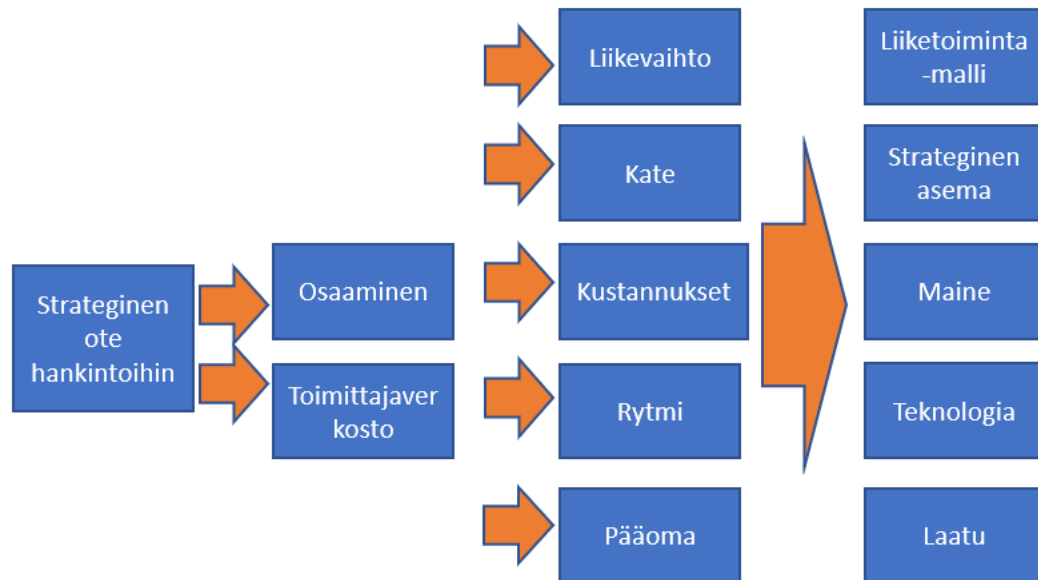 Strateginen
ote
hankintoihin
Osaaminen
Toimittajaver
kosto
Liikevaihto
Kate
Kustannukset
Rytmi
Pääoma
Liiketoiminta
-malli
Strateginen
asema
Maine
Teknologia
Laatu